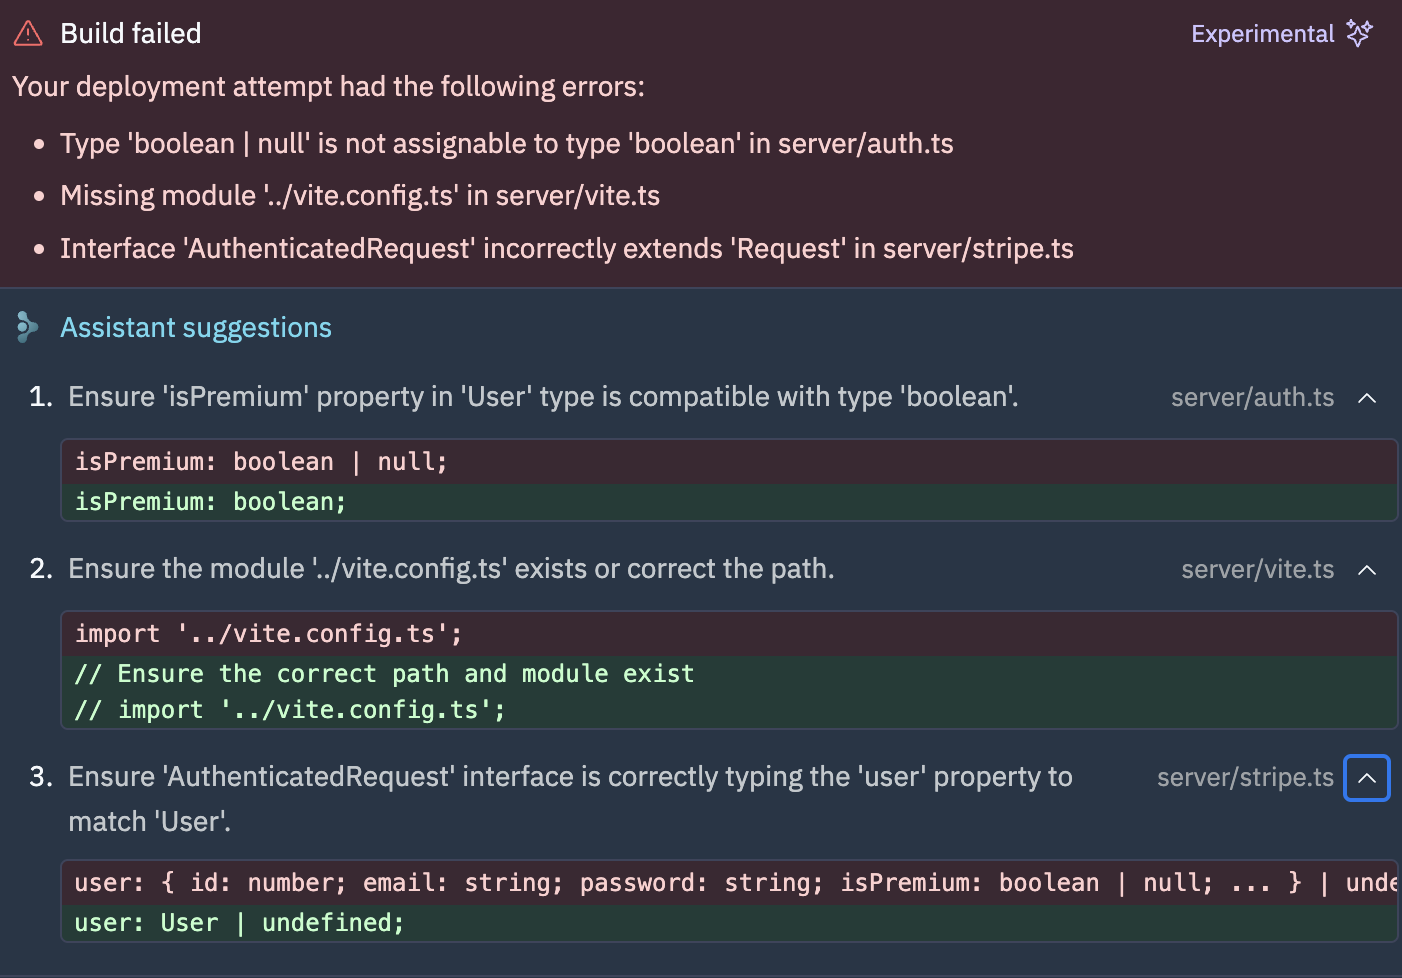 Build failed
Experimental
Your deployment attempt had the following errors:
• Type 'boolean | null' is not assignable to type 'boolean' in server/auth.ts
• Missing module '../vite.config.ts' in server/vite.ts
• Interface 'AuthenticatedRequest' incorrectly extends 'Request' in server/stripe.ts
Assistant suggestions
1. Ensure 'isPremium' property in 'User' type is compatible with type 'boolean'. server/auth.ts
isPremium: boolean | null;
isPremium: boolean;
2. Ensure the module '../vite.config.ts' exists or correct the path. server/vite.ts
import '../vite.config.ts';
// Ensure the correct path and module exist
// import '../vite.config.ts';
3. Ensure 'AuthenticatedRequest' interface is correctly typing the 'user' property to server/stripe.ts
match 'User'.
user: { id: number; email: string; password: string; isPremium: boolean | null; ... } | unde
user: User | undefined;